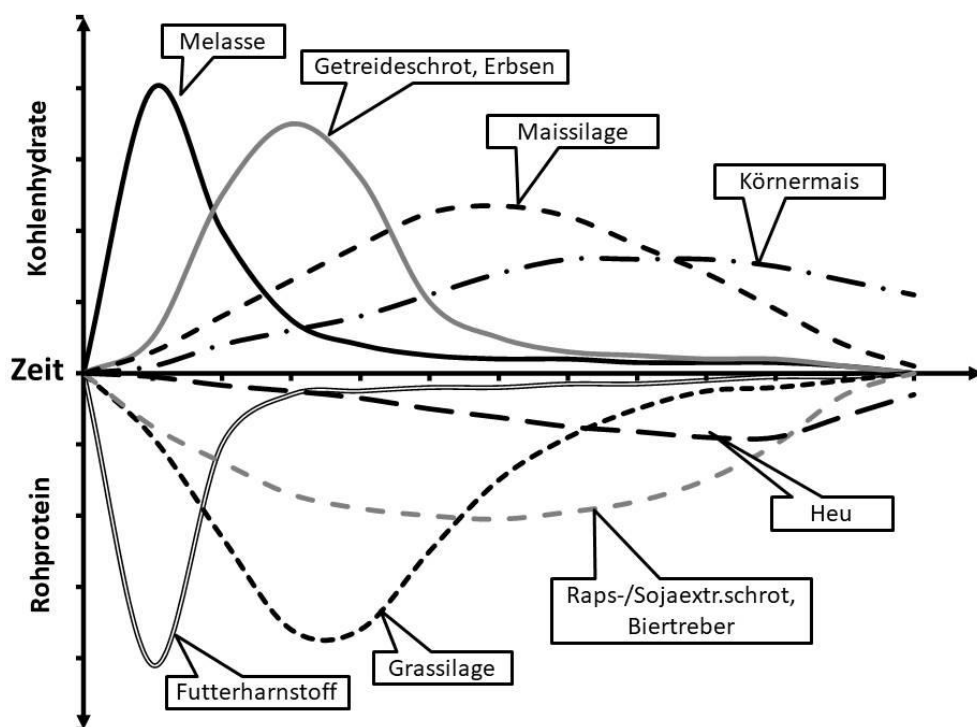 Melasse
Getreideschrot, Erbsen
Maissilage
Körnermais
Kohlenhydrate
Zeit
Rohprotein
Heu
Raps-/Sojaextr.schrot,
Biertreber
Grassilage
Futterharnstoff